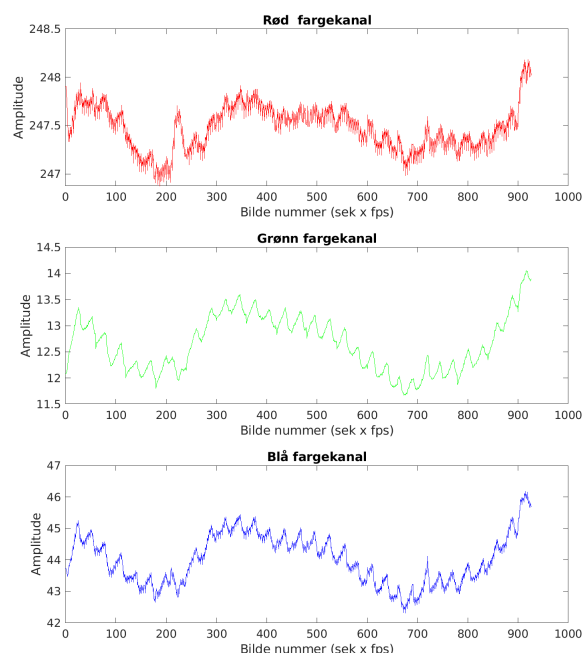 Rød  fargekanal
248.5
248
247.5
247
Amplitude
0 100 200 300 400 500 600 700 800 900 1000
Bilde nummer (sek x fps)
Grønn fargekanal
14.5
14
13.5
13
12.5
12
11.5
Amplitude
0 100 200 300 400 500 600 700 800 900 1000
Bilde nummer (sek x fps)
Blå fargekanal
47
46
45
44
43
42
Amplitude
0 100 200 300 400 500 600 700 800 900 1000
Bilde nummer (sek x fps)